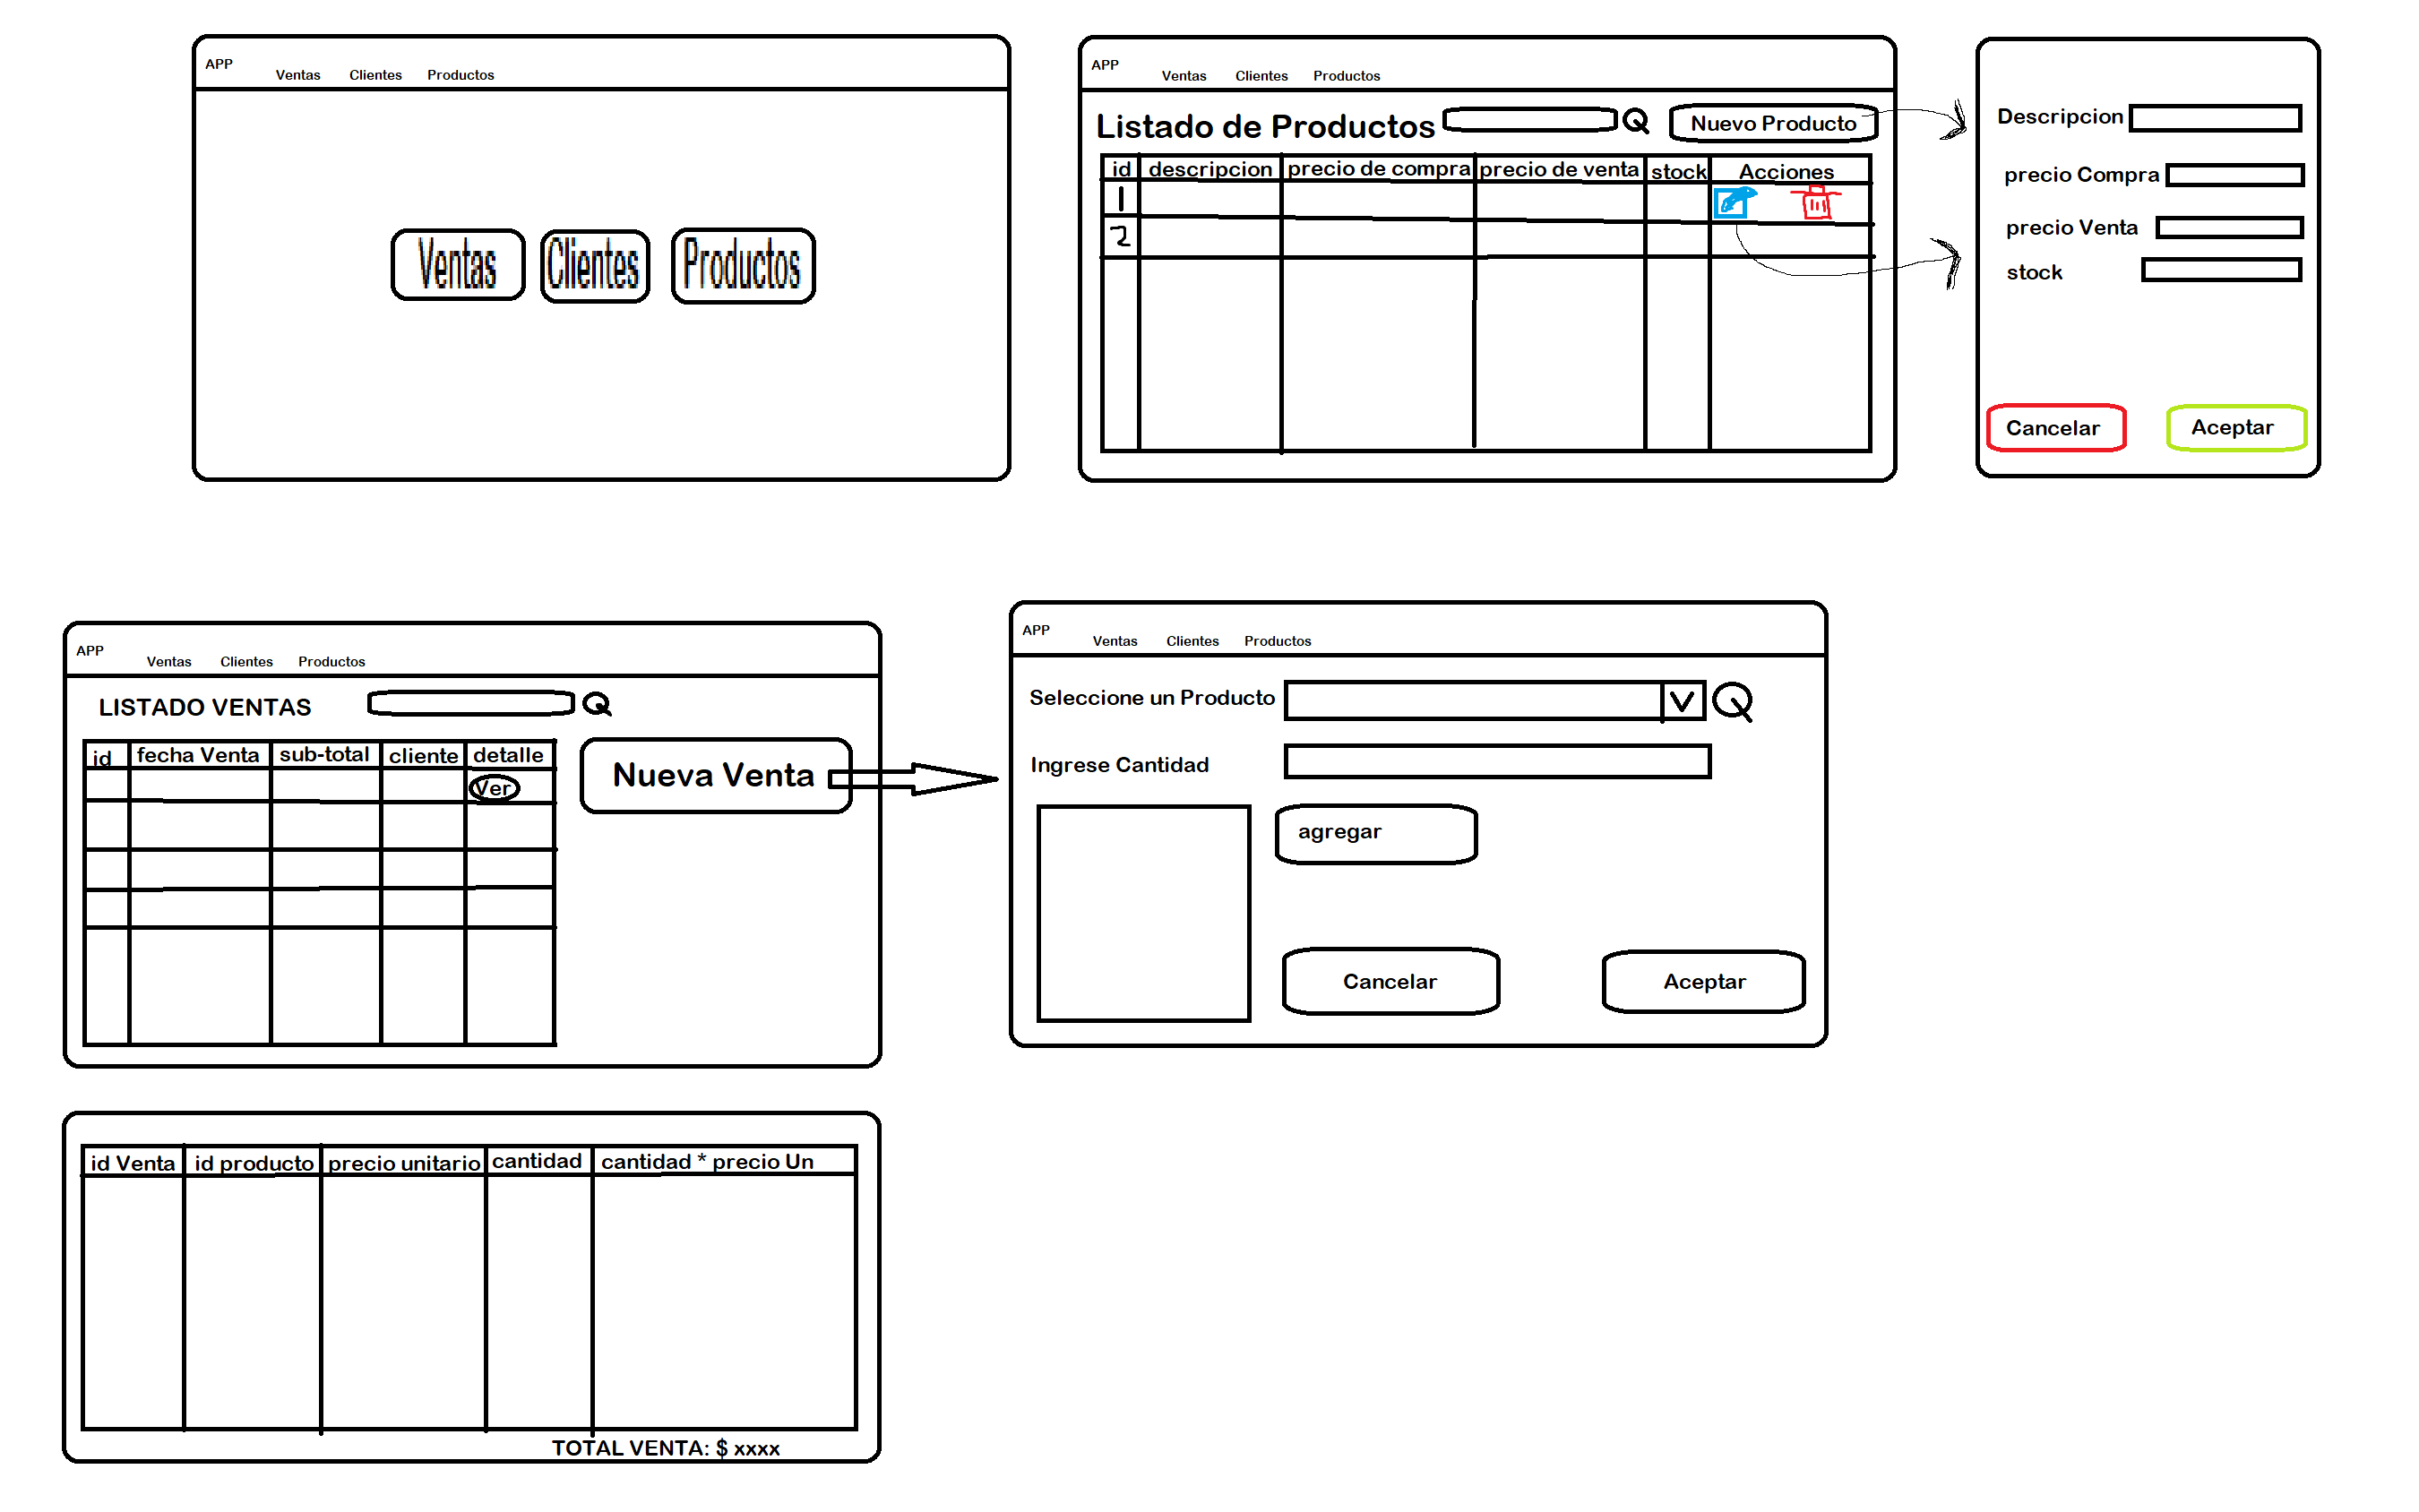 APP
Ventas Clientes Productos
Ventas Clientes Productos
APP
Ventas Clientes Productos
Listado de Productos Nuevo Producto
id descripcion precio de compra precio de venta stock Acciones
1
2
Descripcion
precio Compra
precio Venta
stock
Cancelar Aceptar
APP
Ventas Clientes Productos
LISTADO VENTAS
id fecha Venta sub-total cliente detalle
Ver
Nueva Venta
APP
Ventas Clientes Productos
Seleccione un Producto V
Ingrese Cantidad
agregar
Cancelar Aceptar
id Venta id producto precio unitario cantidad cantidad * precio Un
TOTAL VENTA: $ xxxx